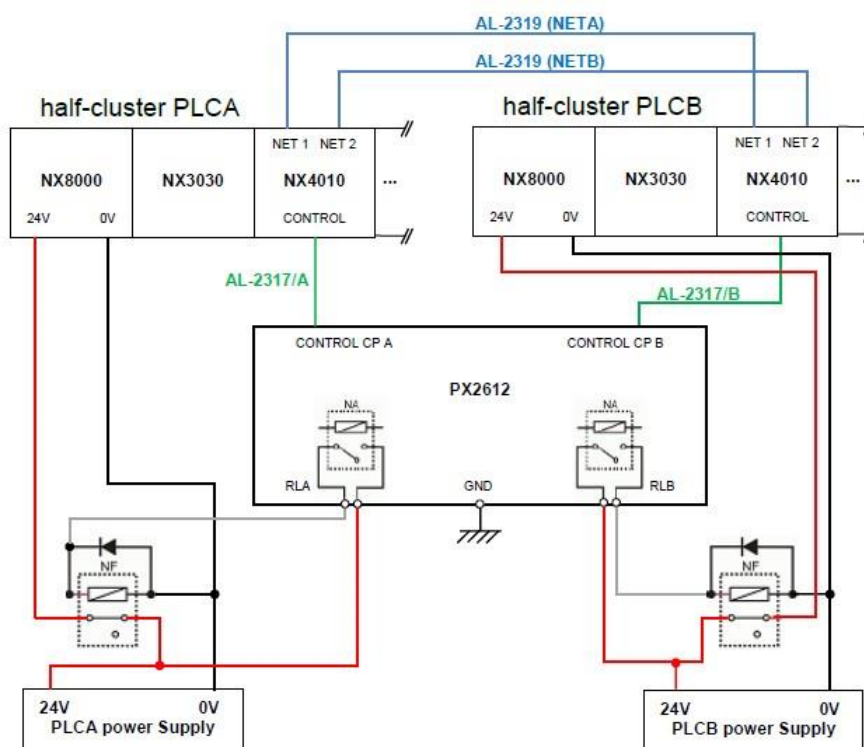 AL-2319 (NETA)
AL-2319 (NETB)
half-cluster PLCA
half-cluster PLCB
NET 1 NET 2
NX8000
NX3030
NX4010
...
24V
0V
CONTROL
NET 1 NET 2
NX8000
NX3030
NX4010
...
24V
0V
CONTROL
AL-2317/A
AL-2317/B
CONTROL CP A
CONTROL CP B
PX2612
NA
NA
RLA
GND
RLB
NF
NF
24V
0V
PLCA power Supply
24V
0V
PLCB power Supply